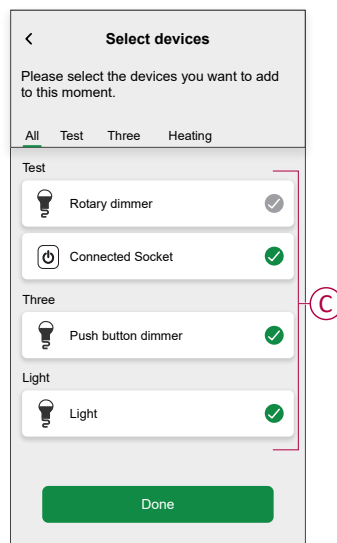 Select devices
Please select the devices you want to add
to this moment.
All Test Three Heating
Test
Rotary dimmer
Connected Socket
Three
Push button dimmer
Light
Light
Done
C